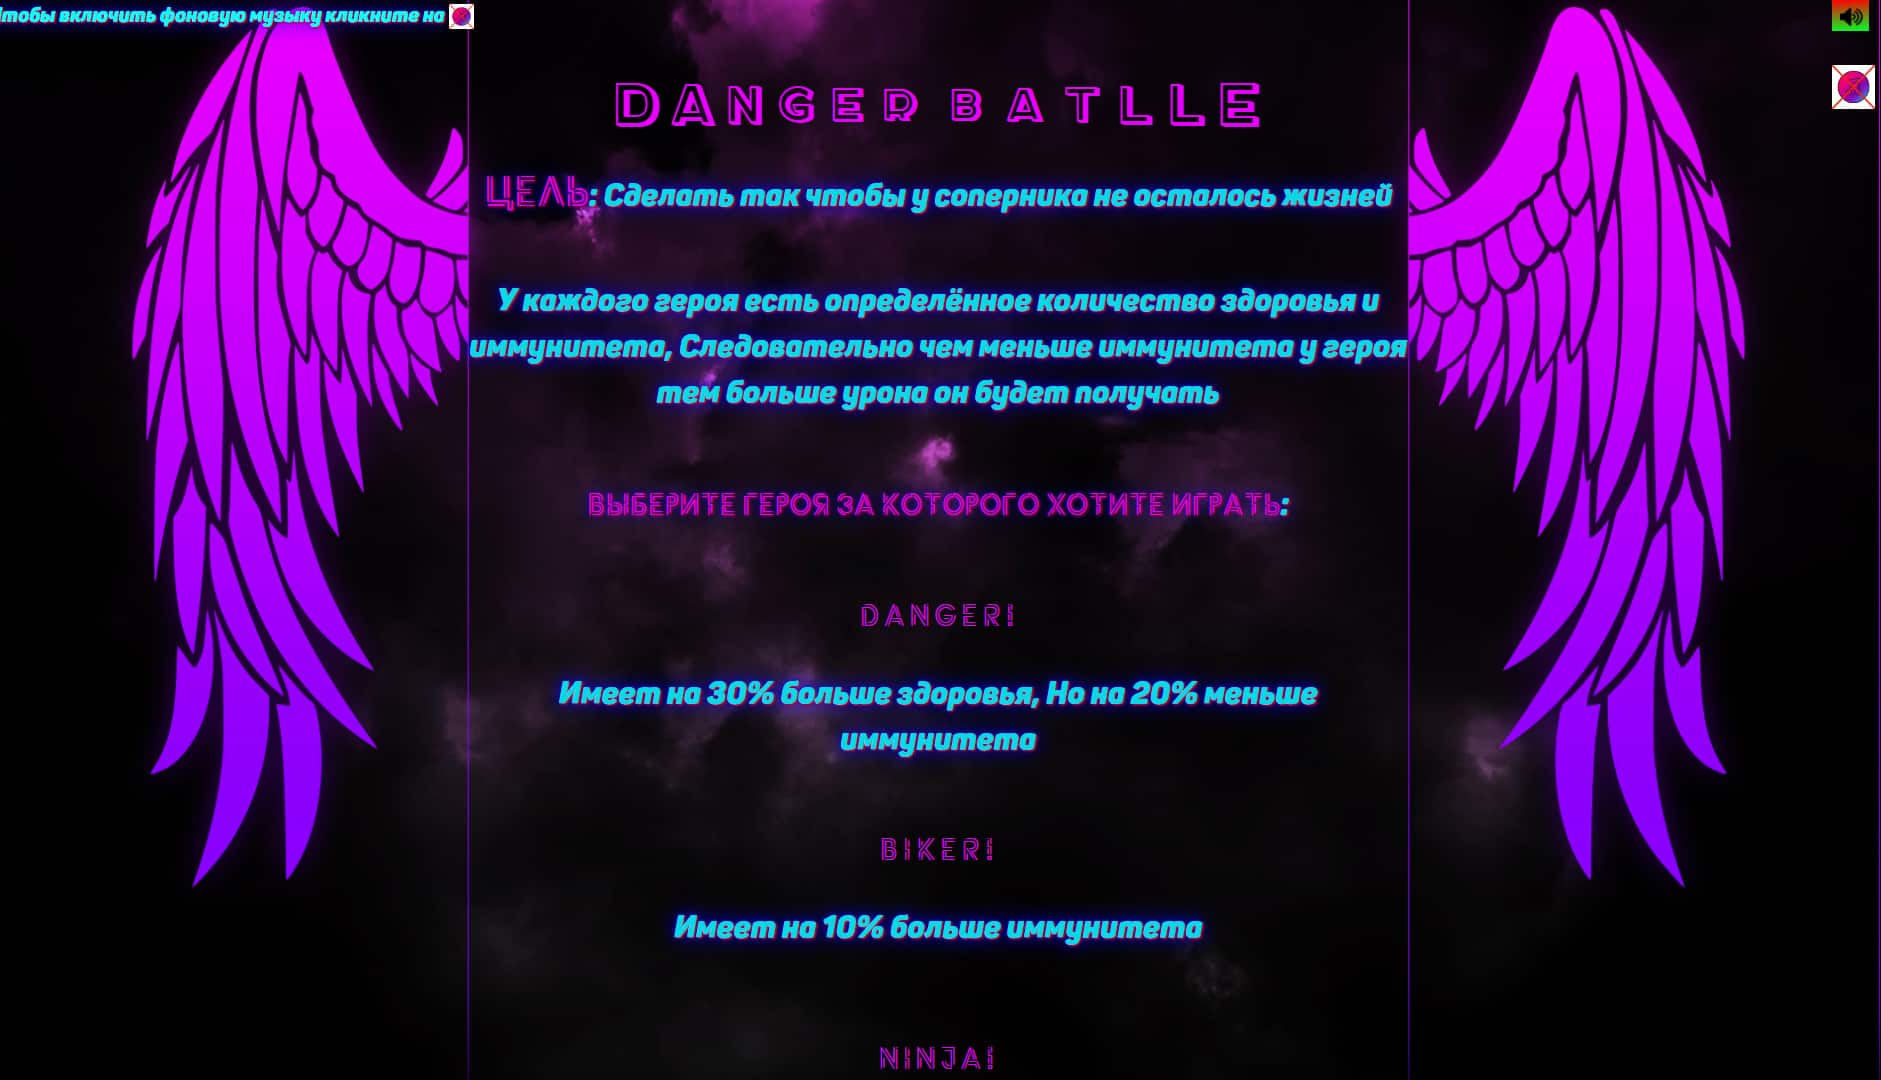 Чтобы включить фоновую музыку кликните на
DANGER BATLLE
ЦЕЛЬ: Сделать так чтобы у соперника не осталось жизней
У каждого героя есть определённое количество здоровья и
иммунитета, Следовательно чем меньше иммунитета у героя
тем больше урона он будет получать
ВЫБЕРИТЕ ГЕРОЯ ЗА КОТОРОГО ХОТИТЕ ИГРАТЬ:
DANGER!
Имеет на 30% больше здоровья, Но на 20% меньше
иммунитета
BIKER!
Имеет на 10% больше иммунитета
NINJA!